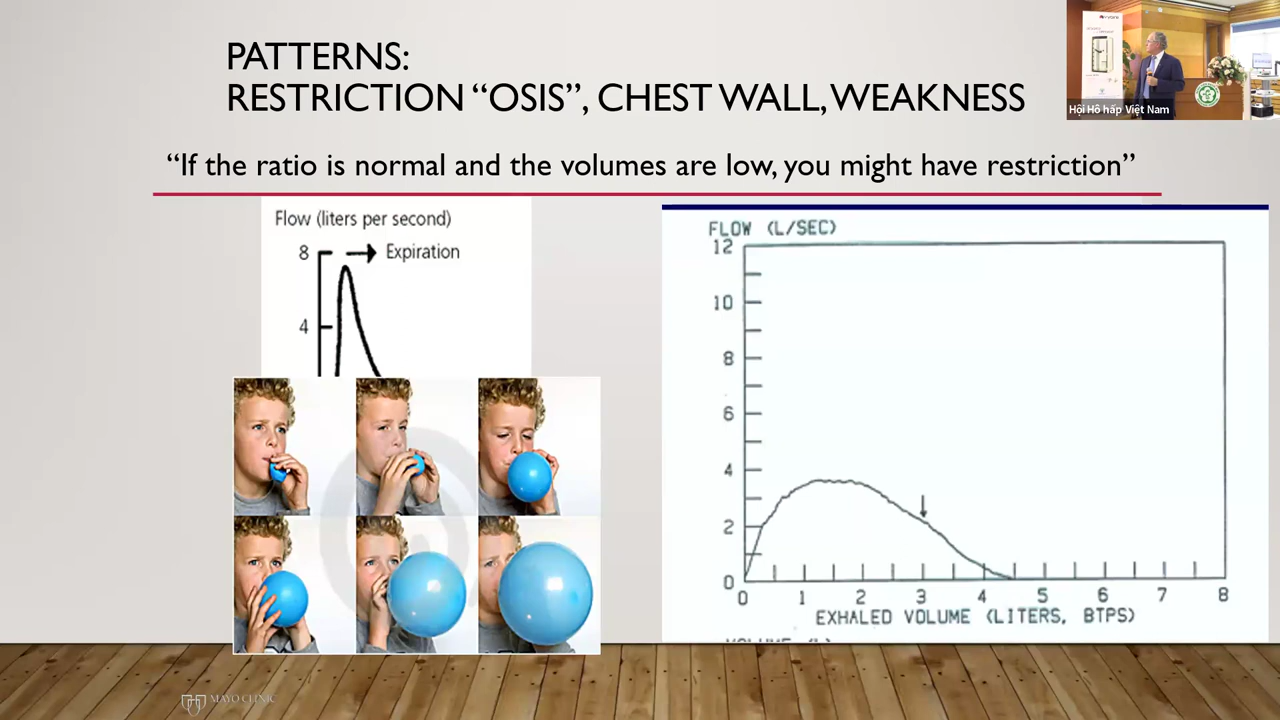 PATTERNS:
RESTRICTION “OSIS”, CHEST WALL, WEAKNESS
Hội Hô hấp Việt Nam
“If the ratio is normal and the volumes are low, you might have restriction”
Flow (liters per second)
8
Expiration
4
FLOW (L/SEC)
12
10
8
6
4
2
0
0 1 2 3 4 5 6 7 8
EXHALED VOLUME (LITERS, BTPS)
MAYO CLINIC